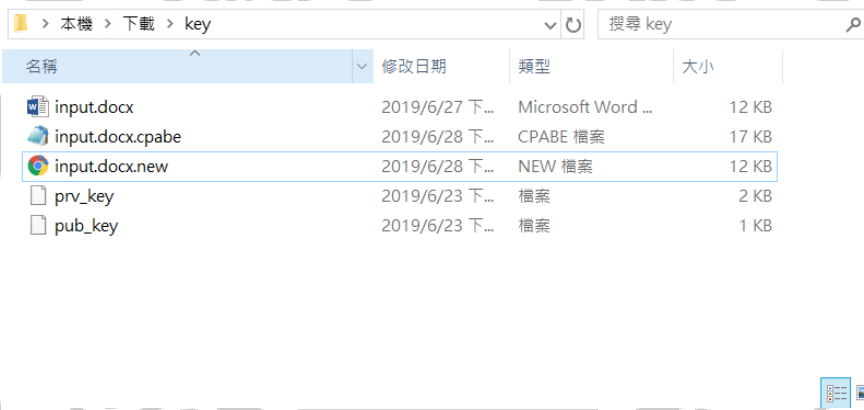 本機 > 下載 > key 搜尋 key
名稱 修改日期 類型 大小
input.docx 2019/6/27 下... Microsoft Word ... 12 KB
input.docx.cpabe 2019/6/28 下... CPABE 檔案 17 KB
input.docx.new 2019/6/28 下... NEW 檔案 12 KB
prv_key 2019/6/23 下... 檔案 2 KB
pub_key 2019/6/23 下... 檔案 1 KB